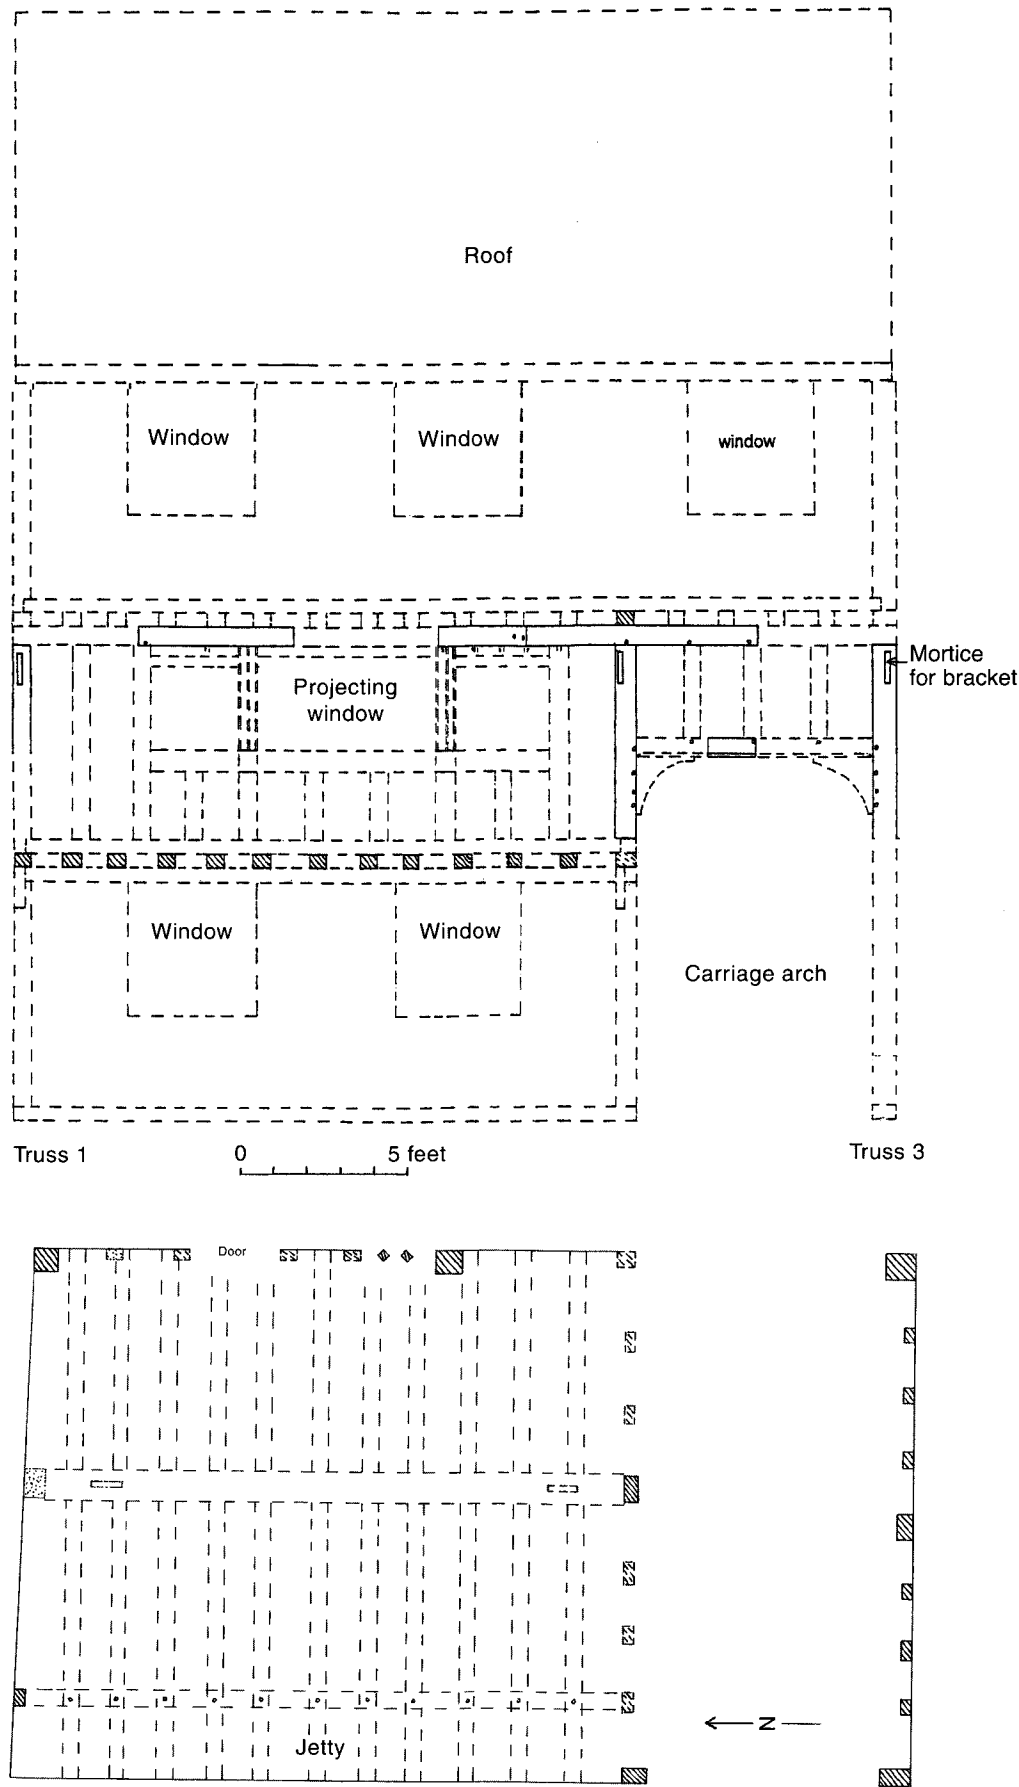 Roof
Window
Window
window
Projecting
window
Mortice
for bracket
Window
Window
Carriage arch
Truss 1
0
5 feet
Truss 3
Door
N
Jetty